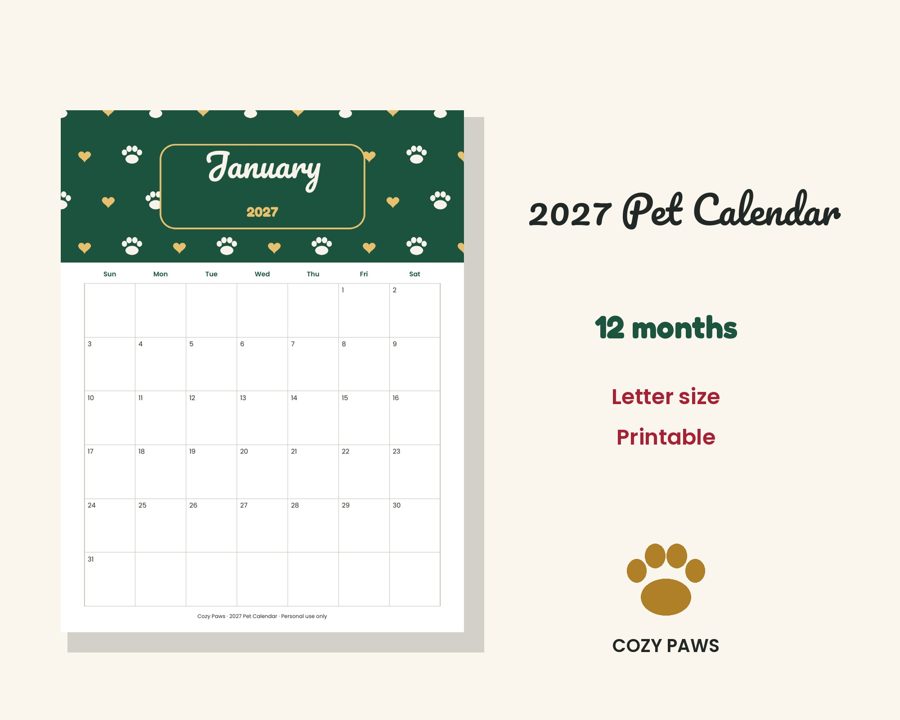 January
2027
Sun Mon Tue Wed Thu Fri Sat
1 2
3 4 5 6 7 8 9
10 11 12 13 14 15 16
17 18 19 20 21 22 23
24 25 26 27 28 29 30
31
Cozy Paws · 2027 Pet Calendar · Personal use only
2027 Pet Calendar
12 months
Letter size
Printable
COZY PAWS